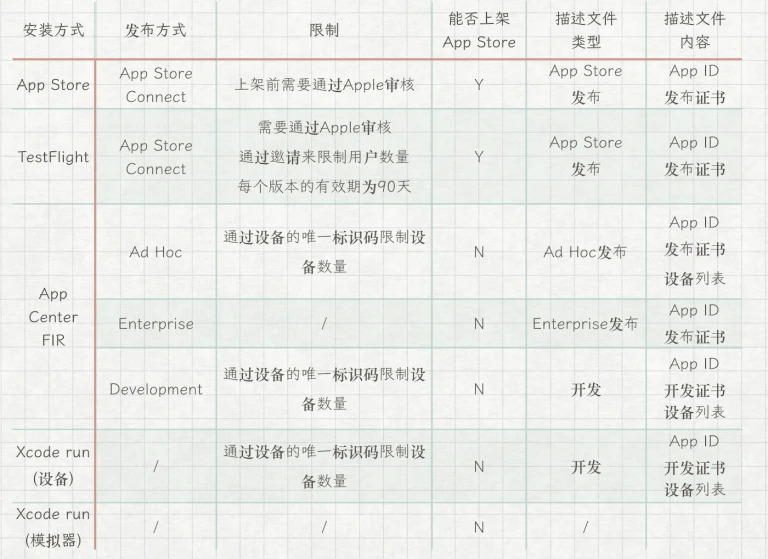 安装方式 发布方式 限制 能否上架 App Store 描述文件类型 描述文件内容
App Store App Store Connect 上架前需要通过Apple审核 Y App Store 发布 App ID 发布证书
TestFlight App Store Connect 需要通过Apple审核 通过邀请来限制用户数量 每个版本的有效期为90天 Y App Store 发布 App ID 发布证书
App Center FIR Ad Hoc 通过设备的唯一标识码限制设备数量 N Ad Hoc发布 App ID 发布证书 设备列表
Enterprise / N Enterprise发布 App ID 发布证书
Development 通过设备的唯一标识码限制设备数量 N 开发 App ID 开发证书 设备列表
Xcode run (设备) / 通过设备的唯一标识码限制设备数量 N 开发 App ID 开发证书 设备列表
Xcode run (模拟器) / / N /